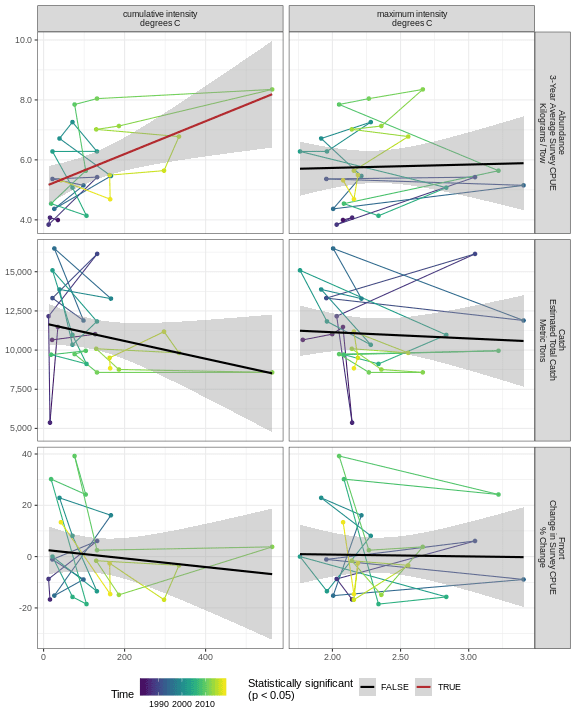 cumulative intensity
degrees C
maximum intensity
degrees C
10.0
8.0
6.0
4.0
Abundance
3-Year Average Survey CPUE
Kilograms / Tow
15,000
12,500
10,000
7,500
5,000
Catch
Estimated Total Catch
Metric Tons
40
20
0
-20
Fmort
Change in Survey CPUE
% Change
0
200
400
2.00
2.50
3.00
Time
1990 2000 2010
Statistically significant
(p < 0.05)
FALSE
TRUE